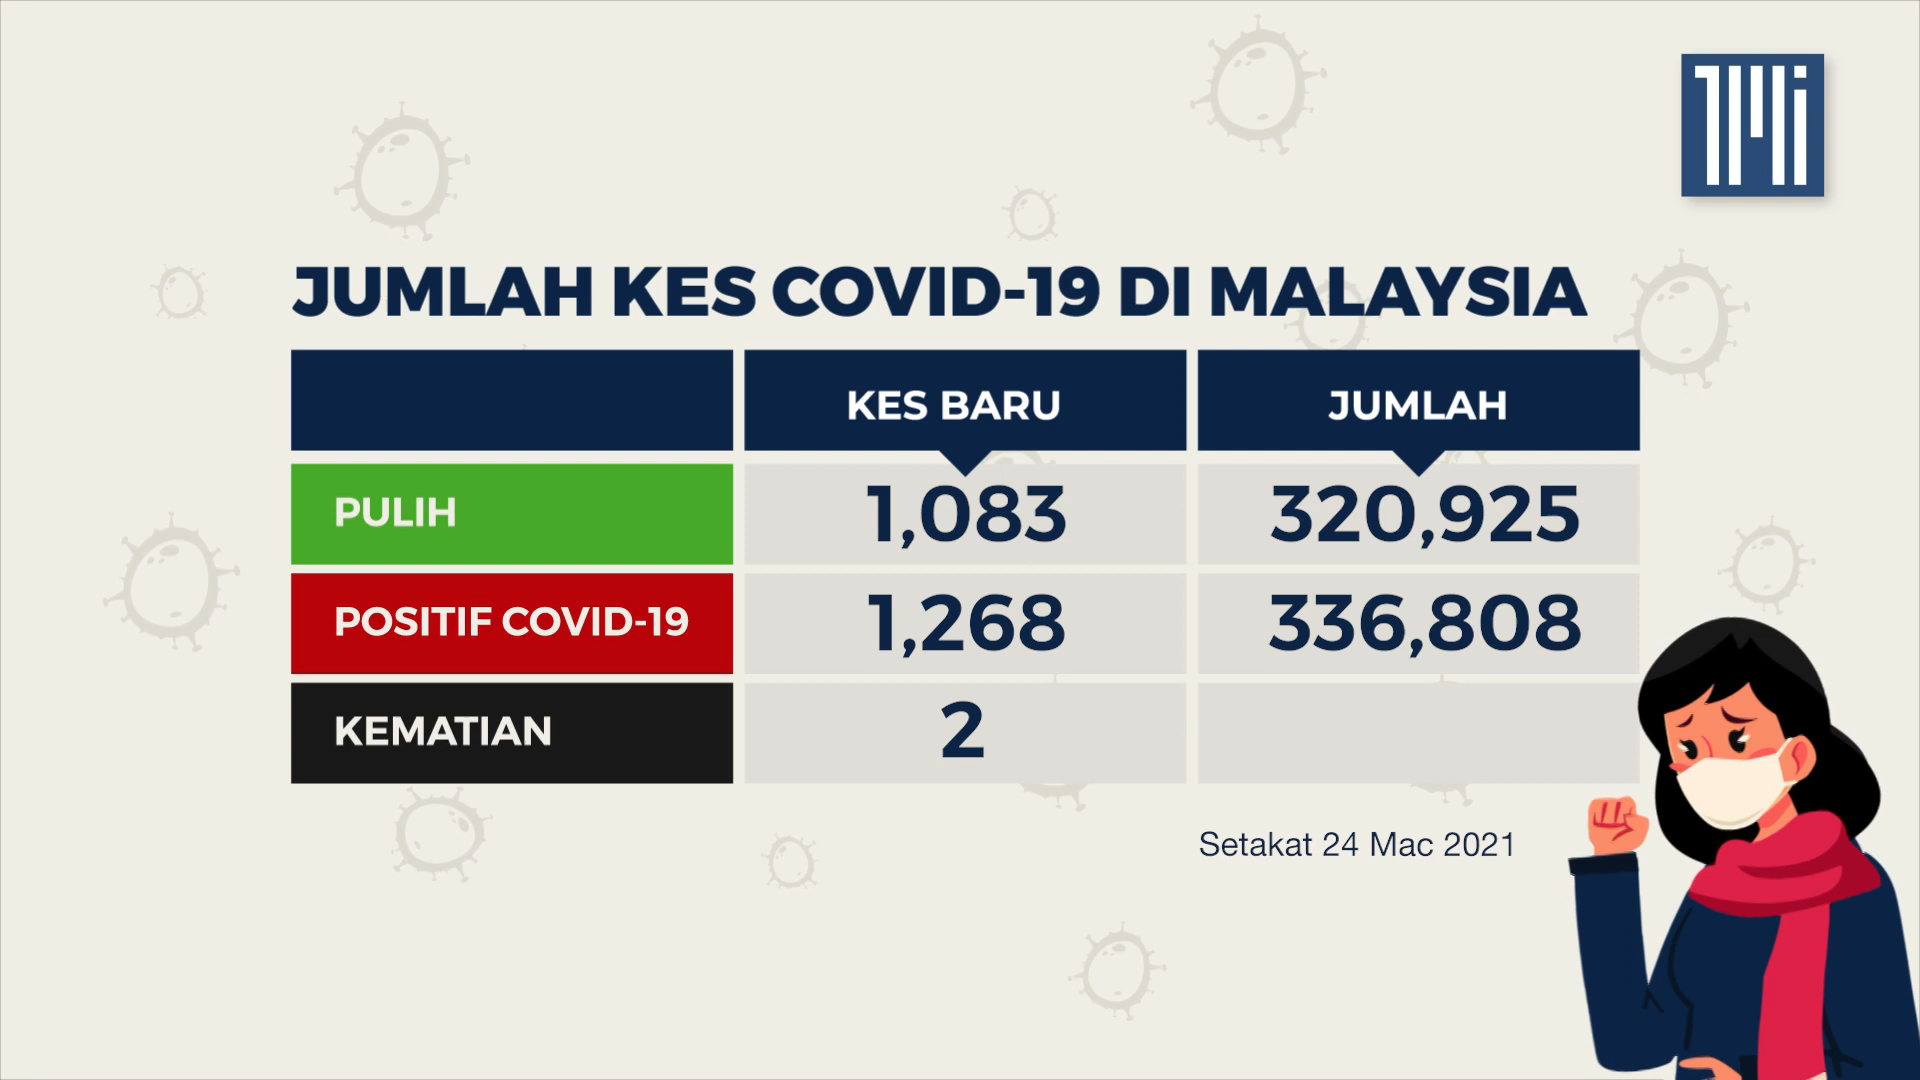 TMi
JUMLAH KES COVID-19 DI MALAYSIA
KES BARU JUMLAH
PULIH 1,083 320,925
POSITIF COVID-19 1,268 336,808
KEMATIAN 2
Setakat 24 Mac 2021